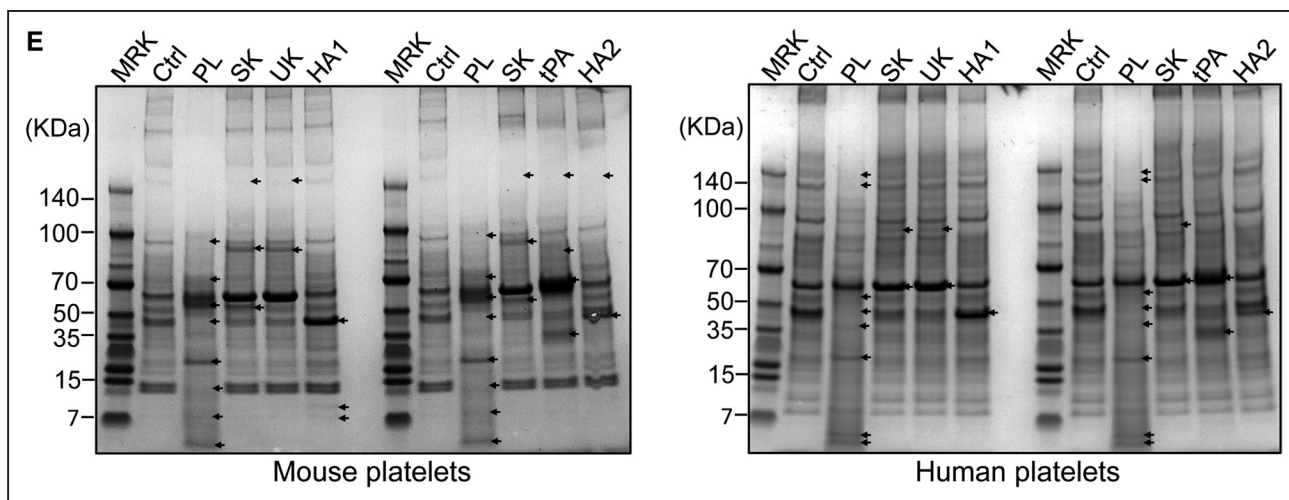 E
MRK Ctrl PL SK UK HA1 MRK Ctrl PL SK tPA HA2
(KDa)
140
100
70
50
35
15
7
Mouse platelets
MRK Ctrl PL SK UK HA1 MRK Ctrl PL SK tPA HA2
(KDa)
140
100
70
50
35
15
7
Human platelets